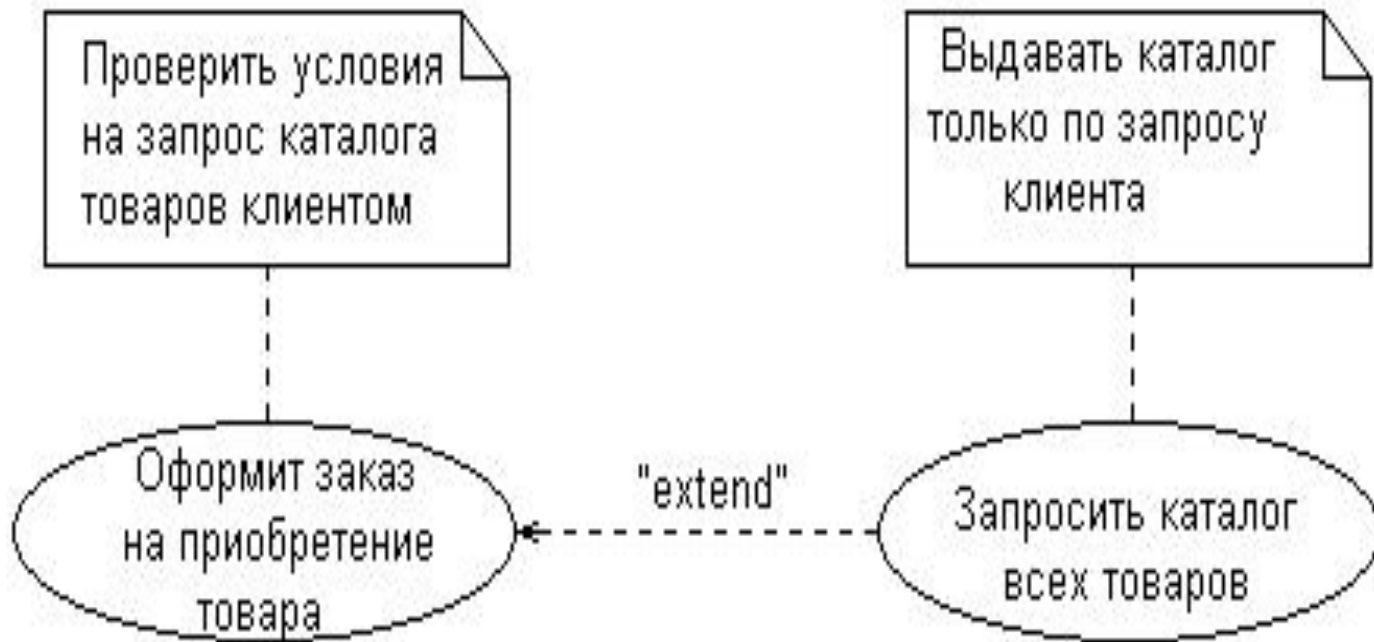 Проверить условия
на запрос каталога
товаров клиентом
Выдавать каталог
только по запросу
клиента
Оформит заказ
на приобретение
товара
"extend"
Запросить каталог
всех товаров